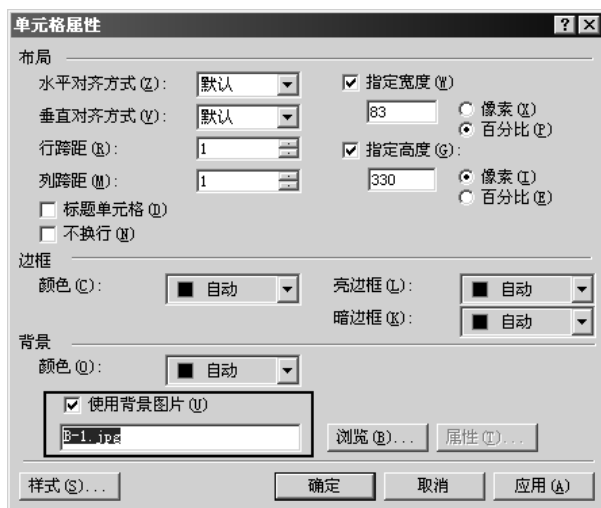 单元格属性
布局
水平对齐方式(Z): 默认 指定宽度(W)
83 像素(X)
垂直对齐方式(V): 默认 百分比(P)
行跨距(R): 1 指定高度(G):
330 像素(I)
列跨距(M): 1 百分比(E)
标题单元格(D)
不换行(N)
边框
颜色(C): 自动 亮边框(L): 自动
暗边框(K): 自动
背景
颜色(O): 自动
使用背景图片(U)
B-1.jpg 浏览(B)... 属性(T)...
样式(S)... 确定 取消 应用(A)